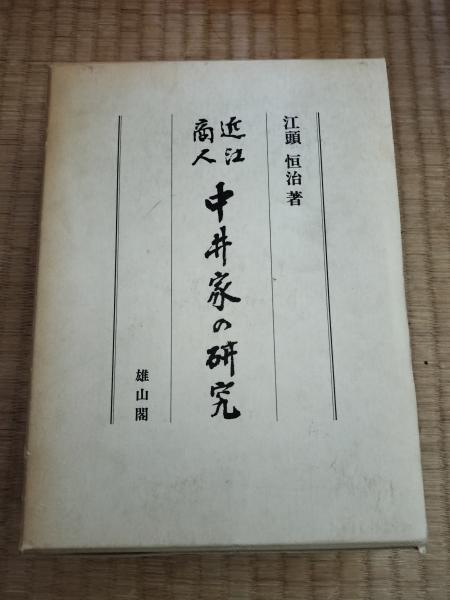 江頭 恒治 著
近江
商人
中井家の研究
雄山閣